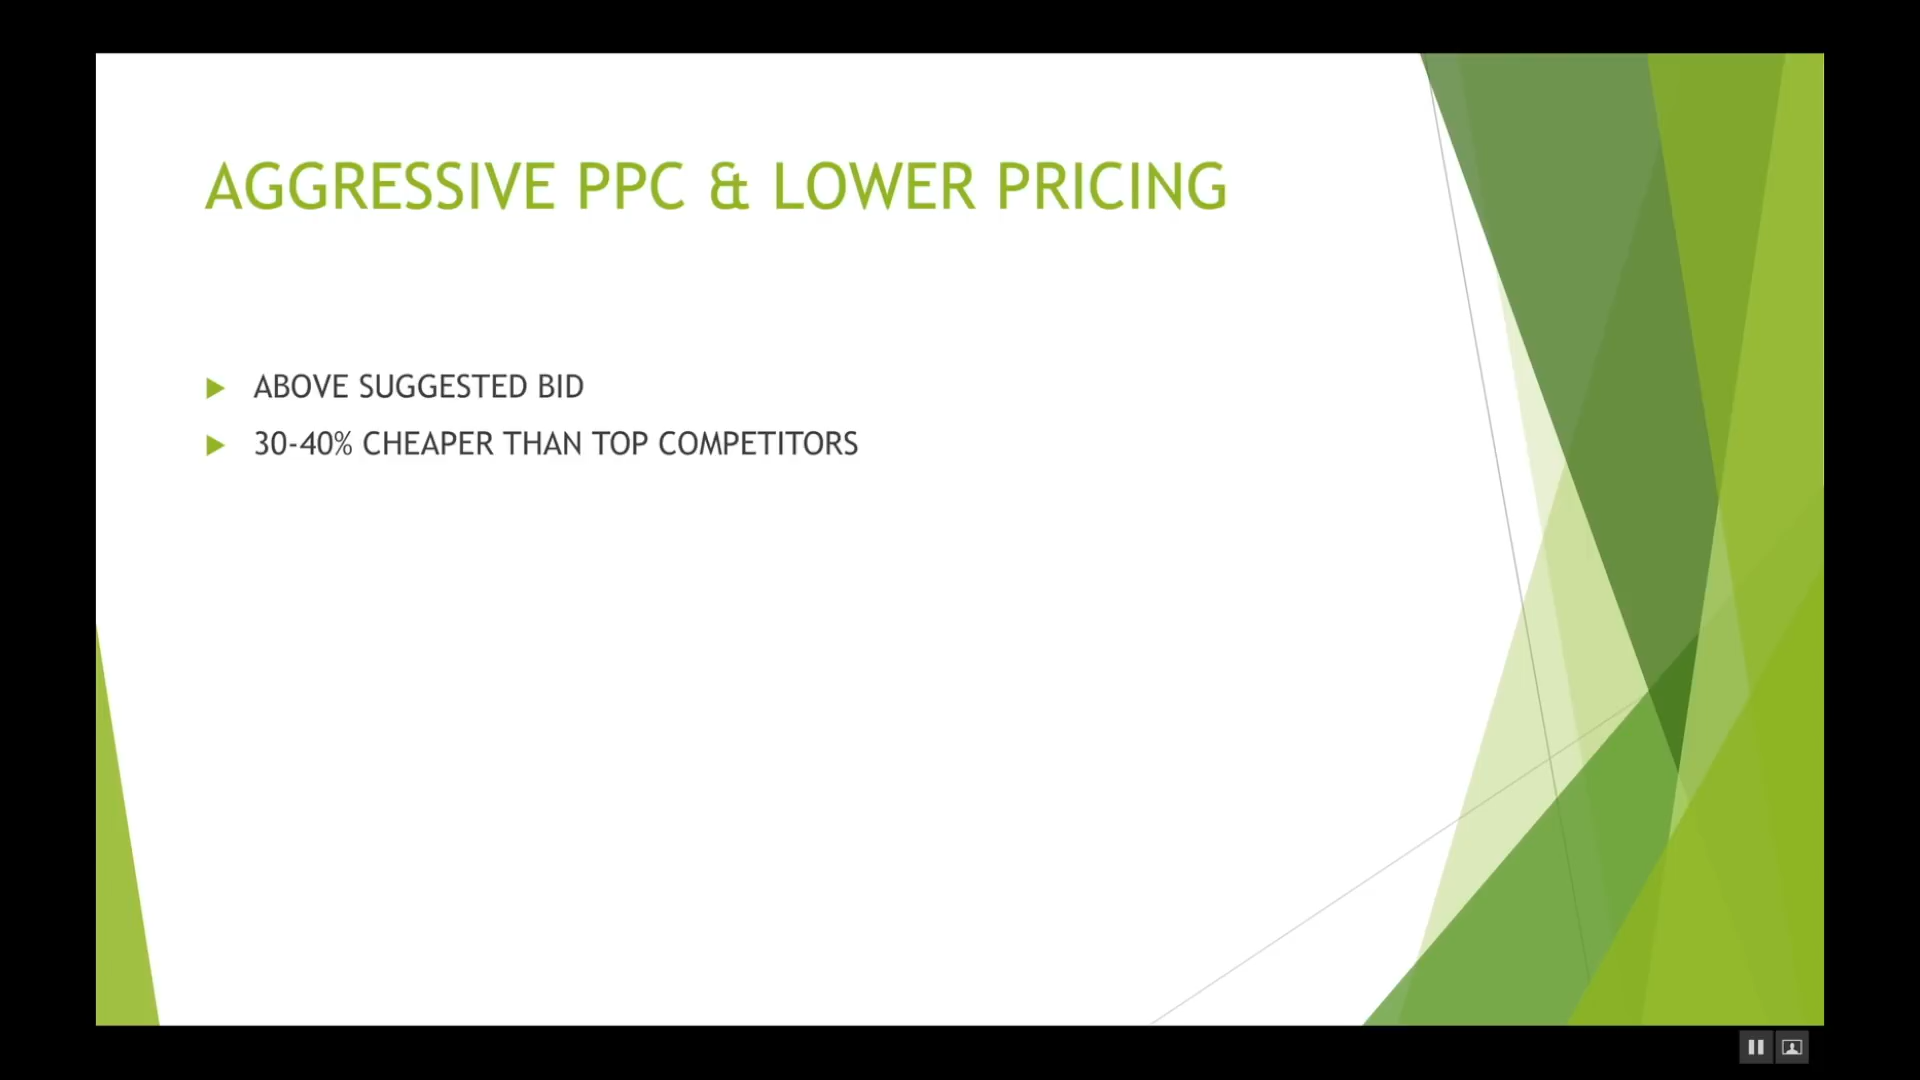 AGGRESSIVE PPC & LOWER PRICING
ABOVE SUGGESTED BID
30-40% CHEAPER THAN TOP COMPETITORS